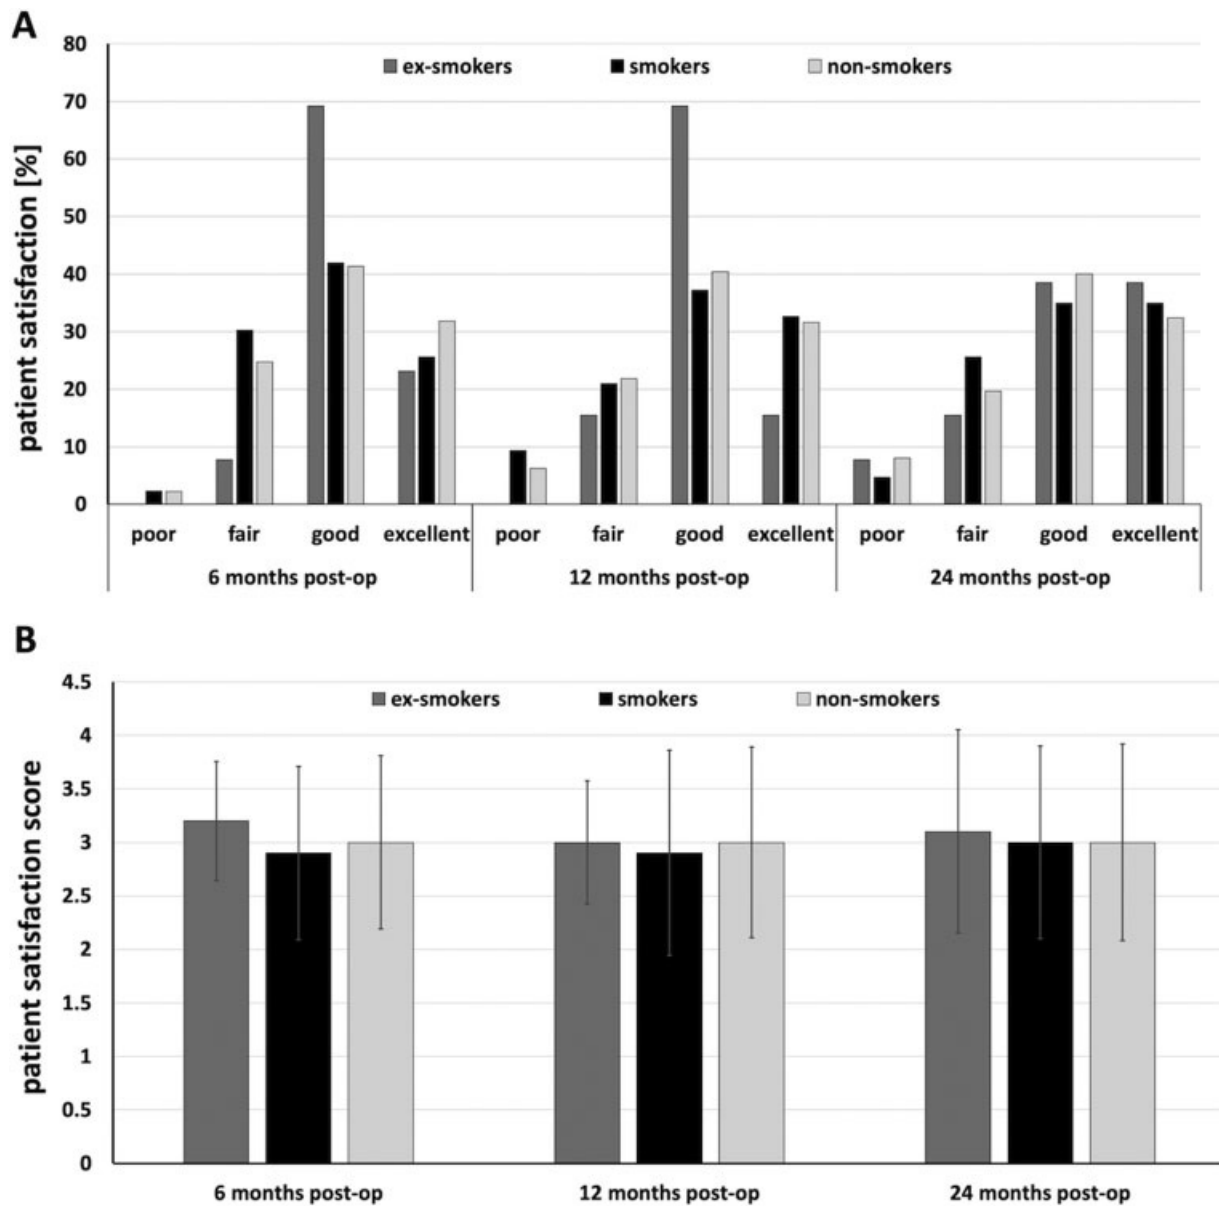 A
80
ex-smokers smokers non-smokers
70
60
50
40
30
20
10
0
patient satisfaction [%]
poor fair good excellent poor fair good excellent poor fair good excellent
6 months post-op 12 months post-op 24 months post-op
B
4.5
ex-smokers smokers non-smokers
4
3.5
3
2.5
2
1.5
1
0.5
0
patient satisfaction score
6 months post-op 12 months post-op 24 months post-op